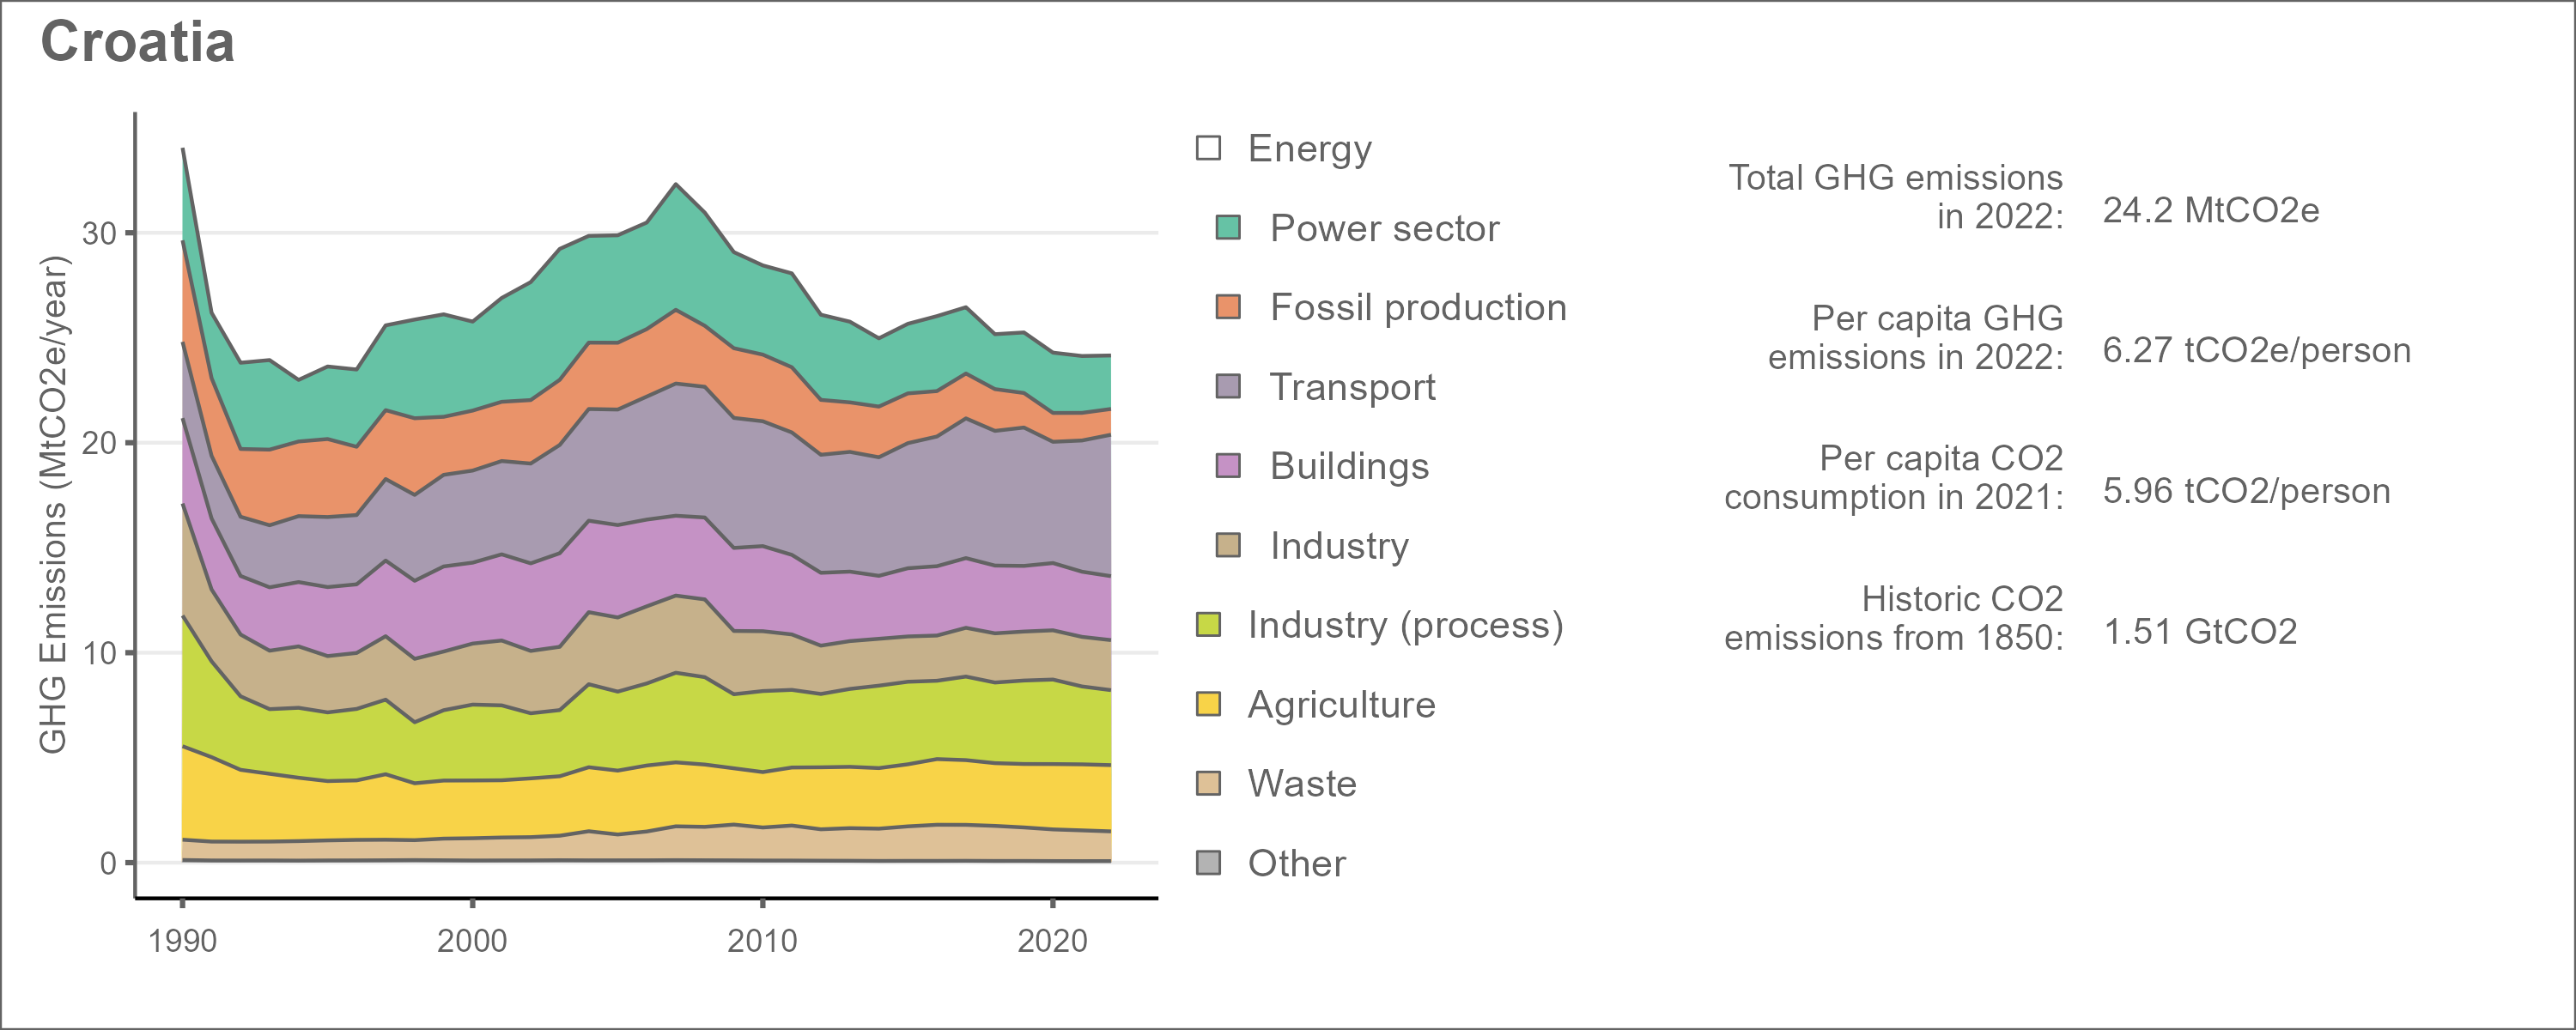 Croatia
GHG Emissions (MtCO2e/year)
30
20
10
0
1990
2000
2010
2020
Energy
Power sector
Fossil production
Transport
Buildings
Industry
Industry (process)
Agriculture
Waste
Other
Total GHG emissions
in 2022:
24.2 MtCO2e
Per capita GHG
emissions in 2022:
6.27 tCO2e/person
Per capita CO2
consumption in 2021:
5.96 tCO2/person
Historic CO2
emissions from 1850:
1.51 GtCO2